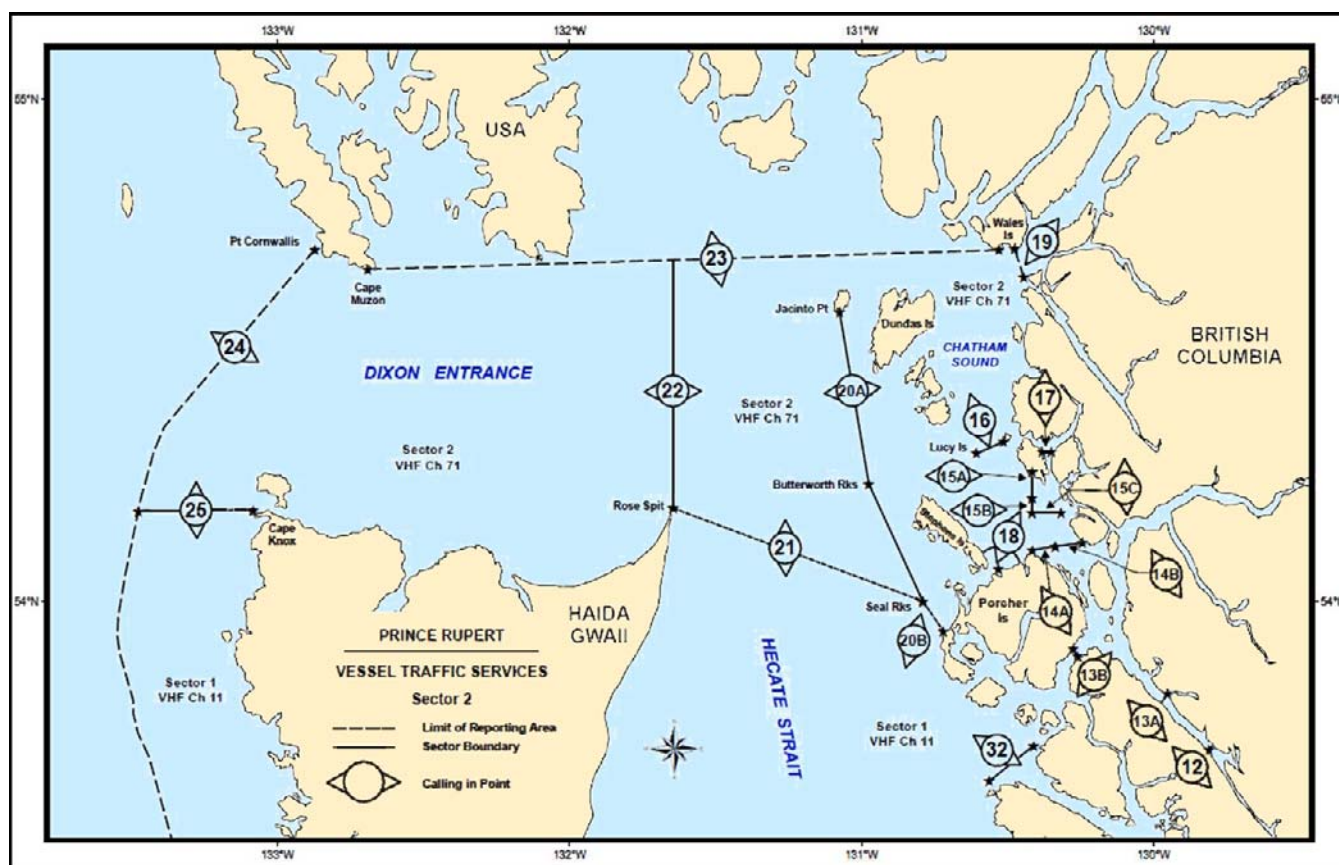 133°W 132°W 131°W 130°W
55°N 55°N
USA
Pt Cornwallis
Cape
Muzon
Wales
Is
19
23
24
Sector 2
VHF Ch 71
Jacinto Pt
Dundas Is
BRITISH
COLUMBIA
CHATHAM
SOUND
DIXON ENTRANCE
22
20A
17
Sector 2
VHF Ch 71
16
Sector 2
VHF Ch 71
Lucy Is
15A
15C
Butterworth Rks
25
Cape
Knox
Rose Spit
15B
Stephens Is
18
21
14B
54°N 54°N
Seal Rks
Porcher
Is
14A
HAIDA
GWAII
20B
PRINCE RUPERT
VESSEL TRAFFIC SERVICES
Sector 2
Limit of Reporting Area
Sector Boundary
Calling in Point
Sector 1
VHF Ch 11
HECATE STRAIT
13B
13A
12
Sector 1
VHF Ch 11
32
133°W 132°W 131°W 130°W